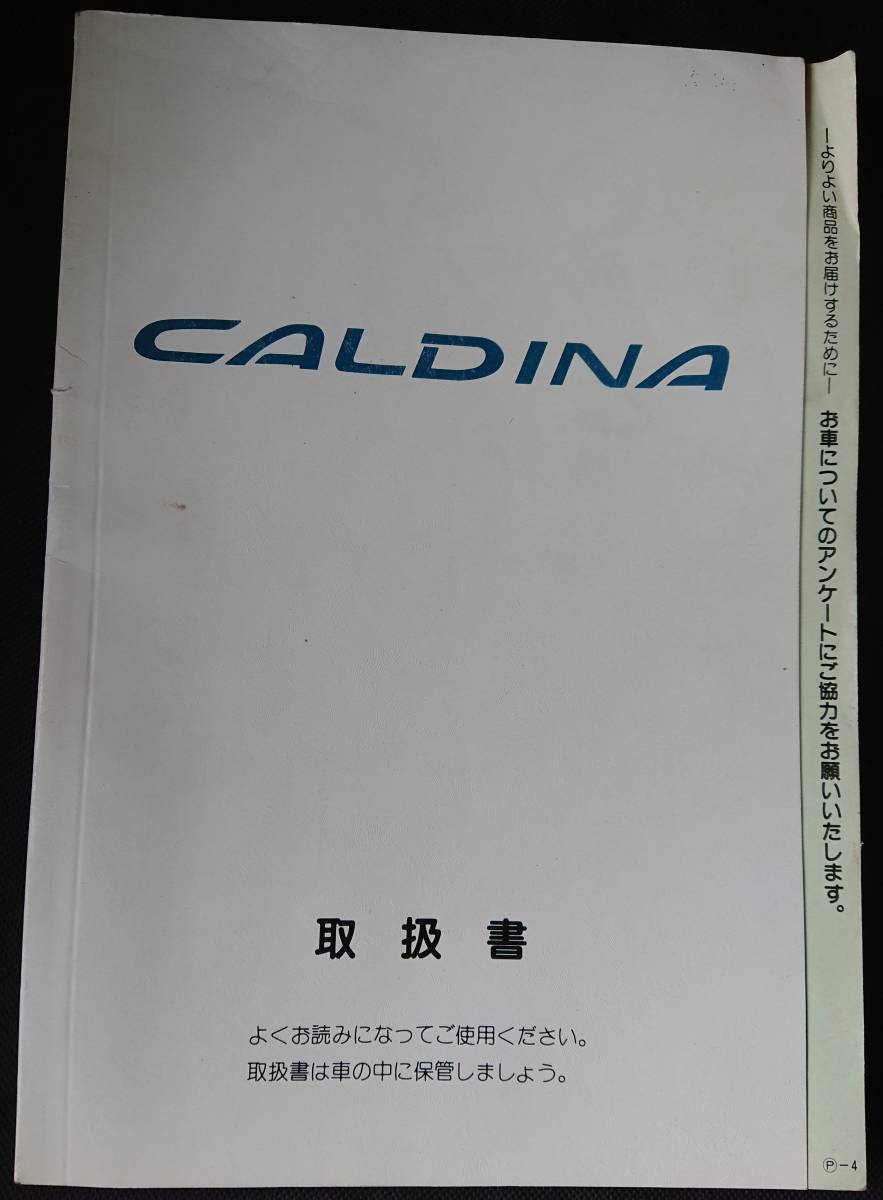 CALDINA
取扱書
よくお読みになってご使用ください。
取扱書は車の中に保管しましょう。
―よりよい商品をお届けするために― お車についてのアンケートにご協力をお願いいたします。
Ⓟ−4